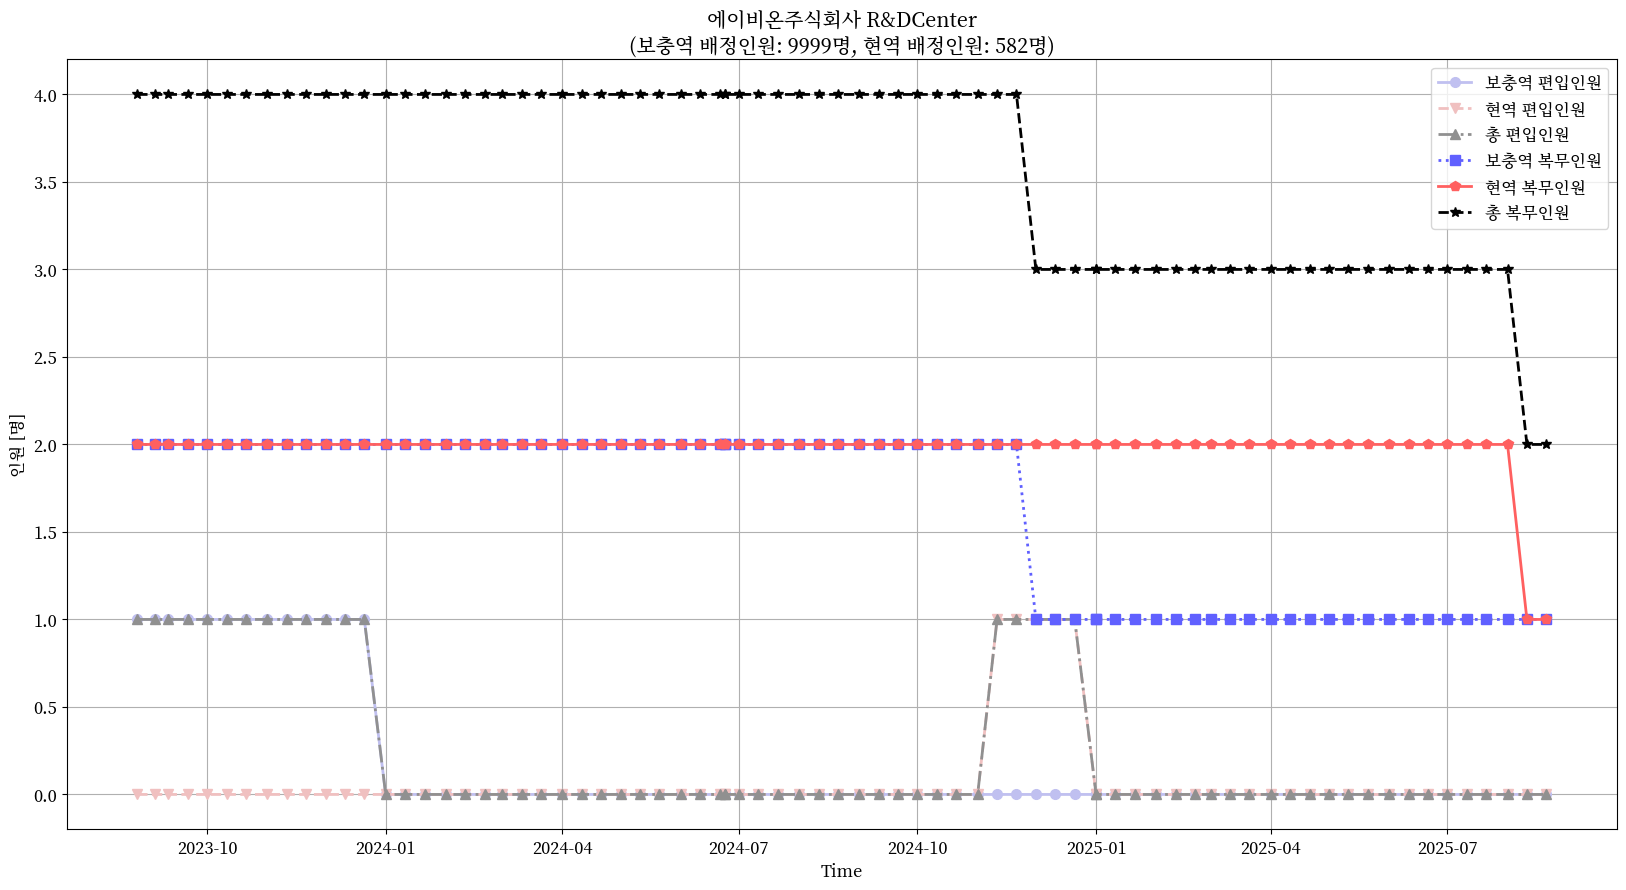 에이비온주식회사 R&DCenter
(보충역 배정인원: 9999명, 현역 배정인원: 582명)
보충역 편입인원
현역 편입인원
총 편입인원
보충역 복무인원
현역 복무인원
총 복무인원
인원 [명]
4.0
3.5
3.0
2.5
2.0
1.5
1.0
0.5
0.0
2023-10
2024-01
2024-04
2024-07
2024-10
2025-01
2025-04
2025-07
Time